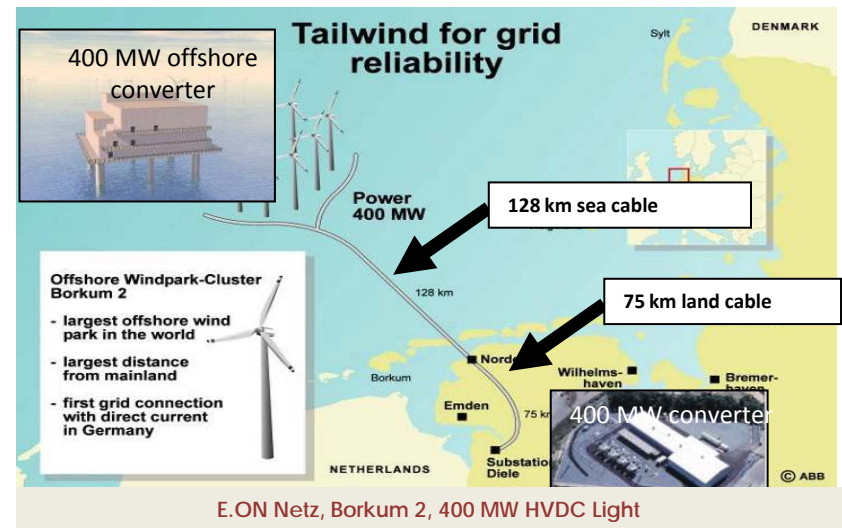 Tailwind for grid
reliability
400 MW offshore
converter
Sylt
DENMARK
Power
400 MW
128 km sea cable
128 km
75 km land cable
Offshore Windpark-Cluster
Borkum 2
- largest offshore wind
park in the world
- largest distance
from mainland
- first grid connection
with direct current
in Germany
Borkum
Wilhelms-
haven
Bremer-
haven
Emden
75
400 MW converter
NETHERLANDS
Substation
Diele
© ABB
E.ON Netz, Borkum 2, 400 MW HVDC Light